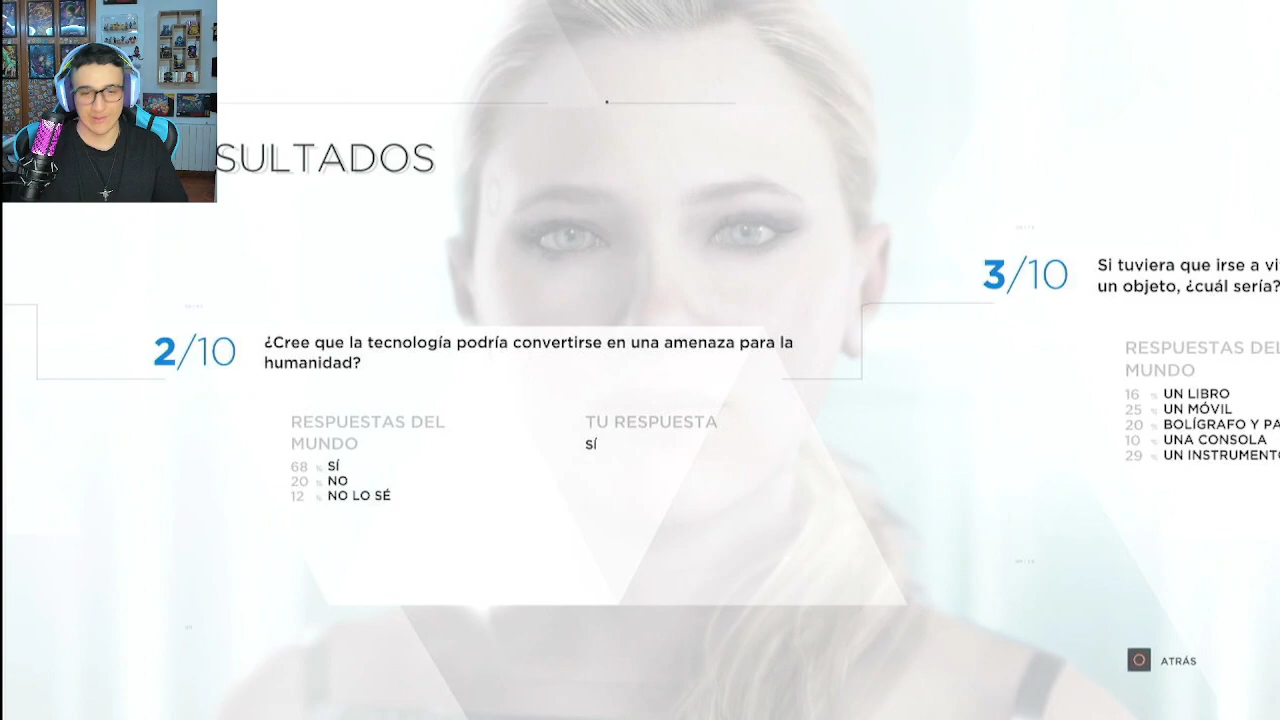 SULTADOS
2/10
¿Cree que la tecnología podría convertirse en una amenaza para la
humanidad?
RESPUESTAS DEL
MUNDO
68 % SÍ
20 % NO
12 % NO LO SÉ
TU RESPUESTA
SÍ
3/10
Si tuviera que irse a vi
un objeto, ¿cuál sería?
RESPUESTAS DEL
MUNDO
16 % UN LIBRO
25 % UN MÓVIL
20 % BOLÍGRAFO Y PA
10 % UNA CONSOLA
29 % UN INSTRUMENTO
ATRÁS